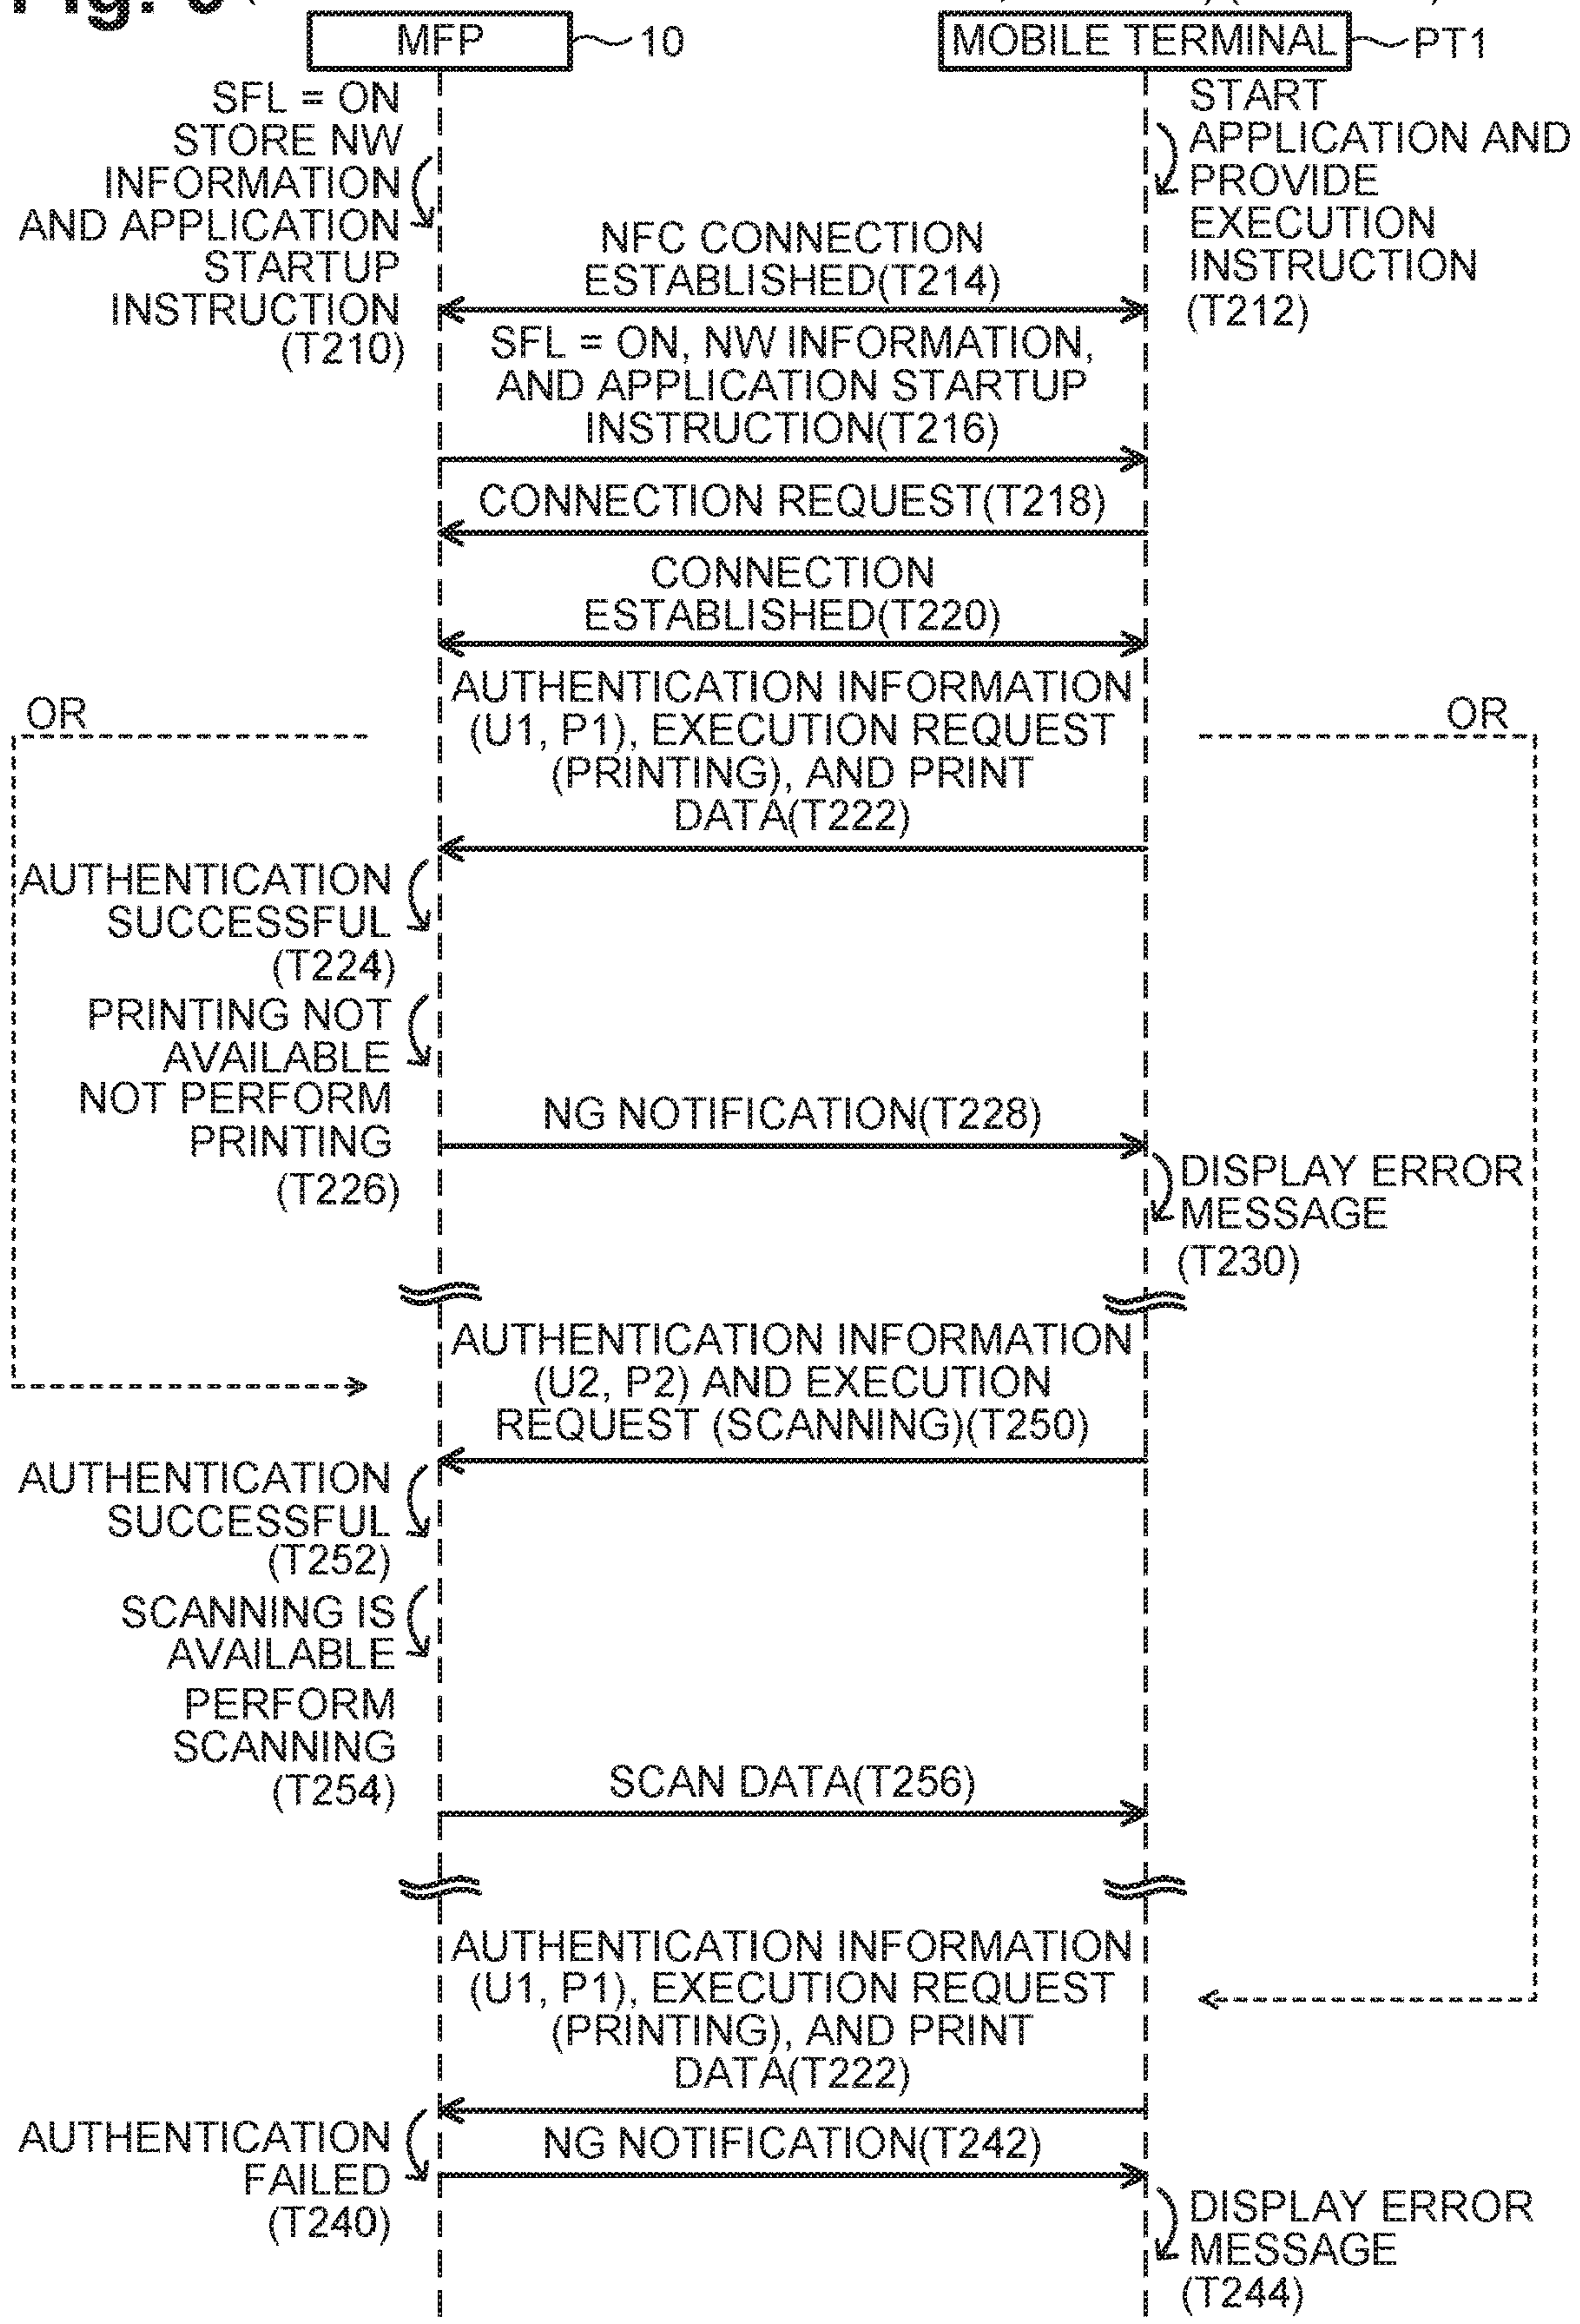 MFP
10
MOBILE TERMINAL
PT1
SFL = ON
STORE NW
INFORMATION
AND APPLICATION
STARTUP
INSTRUCTION
(T210)
START
APPLICATION AND
PROVIDE
EXECUTION
INSTRUCTION
(T212)
NFC CONNECTION
ESTABLISHED(T214)
SFL = ON, NW INFORMATION,
AND APPLICATION STARTUP
INSTRUCTION(T216)
CONNECTION REQUEST(T218)
CONNECTION
ESTABLISHED(T220)
OR
OR
AUTHENTICATION INFORMATION
(U1, P1), EXECUTION REQUEST
(PRINTING), AND PRINT
DATA(T222)
AUTHENTICATION
SUCCESSFUL
(T224)
PRINTING NOT
AVAILABLE
NOT PERFORM
PRINTING
(T226)
NG NOTIFICATION(T228)
DISPLAY ERROR
MESSAGE
(T230)
AUTHENTICATION INFORMATION
(U2, P2) AND EXECUTION
REQUEST (SCANNING)(T250)
AUTHENTICATION
SUCCESSFUL
(T252)
SCANNING IS
AVAILABLE
PERFORM
SCANNING
(T254)
SCAN DATA(T256)
AUTHENTICATION INFORMATION
(U1, P1), EXECUTION REQUEST
(PRINTING), AND PRINT
DATA(T222)
AUTHENTICATION
FAILED
(T240)
NG NOTIFICATION(T242)
DISPLAY ERROR
MESSAGE
(T244)